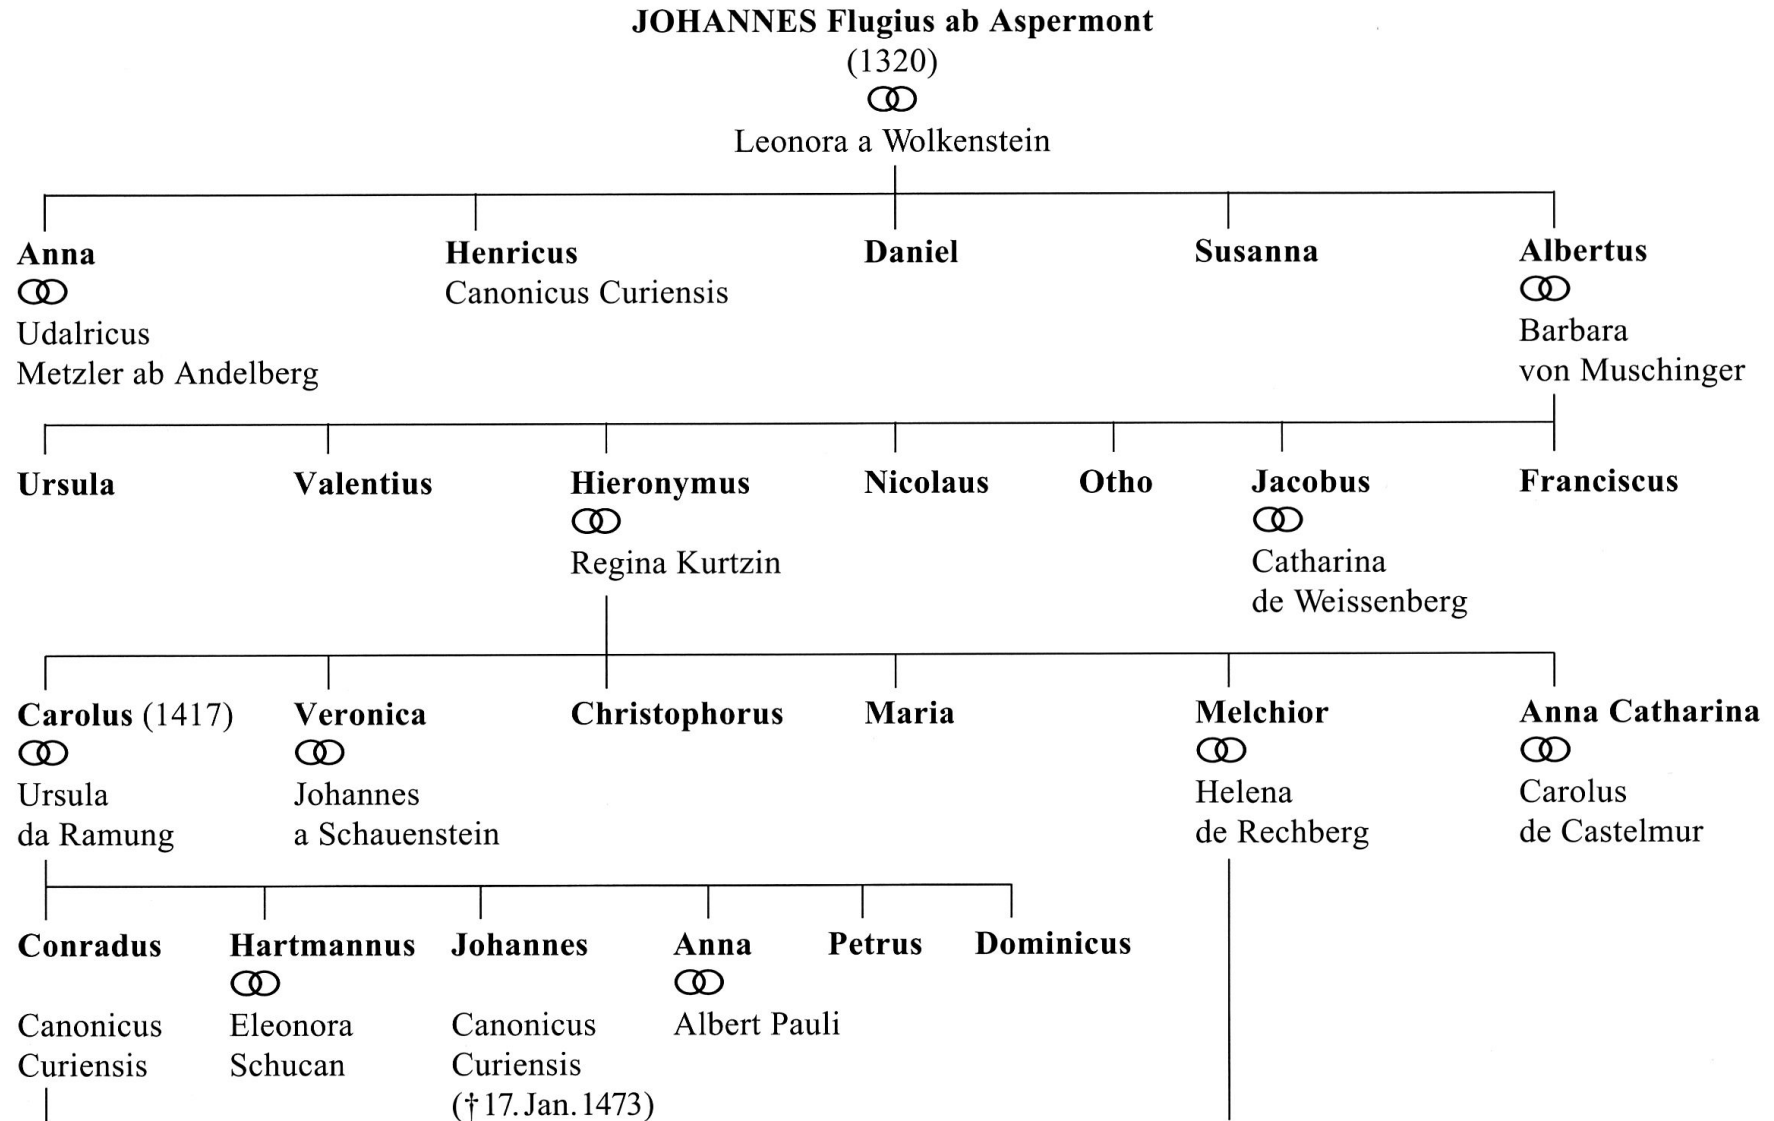 JOHANNES Flugius ab Aspermont
(1320)
Leonora a Wolkenstein
Anna
Udalricus
Metzler ab Andelberg
Henricus
Canonicus Curiensis
Daniel
Susanna
Albertus
Barbara
von Muschinger
Ursula
Valentius
Hieronymus
Regina Kurtzin
Nicolaus
Otho
Jacobus
Catharina
de Weissenberg
Franciscus
Carolus (1417)
Ursula
da Ramung
Veronica
Johannes
a Schauenstein
Christophorus
Maria
Melchior
Helena
de Rechberg
Anna Catharina
Carolus
de Castelmur
Conradus
Canonicus
Curiensis
Hartmannus
Eleonora
Schucan
Johannes
Canonicus
Curiensis
(†17. Jan. 1473)
Anna
Albert Pauli
Petrus
Dominicus